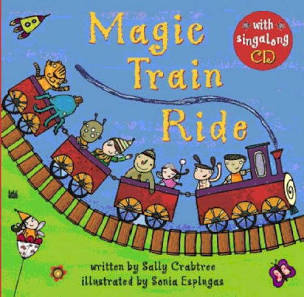 Magic
Train
Ride
with
singalong
CD
written by Sally Crabtree
illustrated by Sonia Esplugas